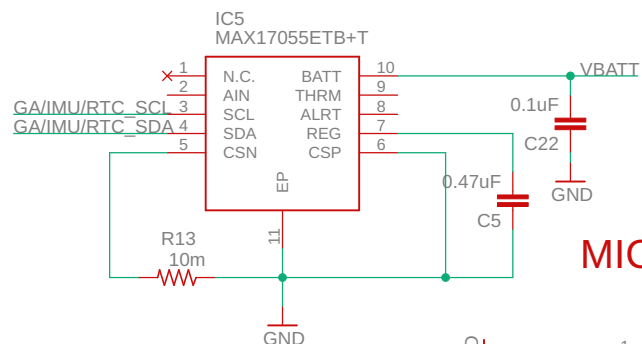 IC5
MAX17055ETB+T
1 N.C. BATT 10 VBATT
2 AIN THRM 9
GA/IMU/RTC_SCL 3 SCL ALRT 8
GA/IMU/RTC_SDA 4 SDA REG 7
5 CSN CSP 6
EP
11
0.1uF
C22
GND
0.47uF
C5
R13
10m
GND
MIC
1